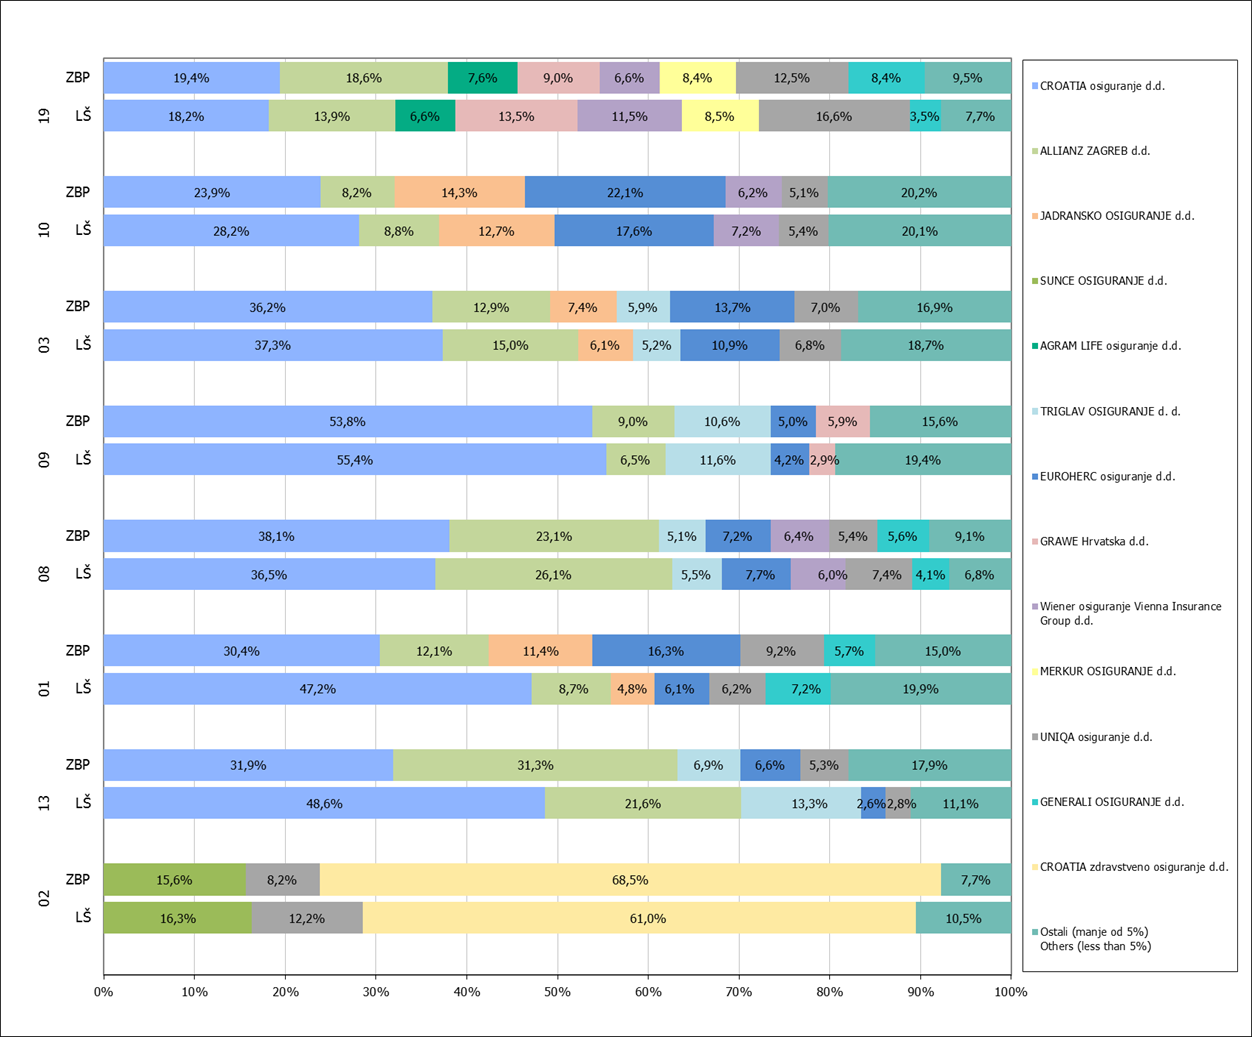 ZBP 19,4% 18,6% 7,6% 9,0% 6,6% 8,4% 12,5% 8,4% 9,5%
19
LŠ 18,2% 13,9% 6,6% 13,5% 11,5% 8,5% 16,6% 3,5% 7,7%
ZBP 23,9% 8,2% 14,3% 22,1% 6,2% 5,1% 20,2%
10
LŠ 28,2% 8,8% 12,7% 17,6% 7,2% 5,4% 20,1%
ZBP 36,2% 12,9% 7,4% 5,9% 13,7% 7,0% 16,9%
03
LŠ 37,3% 15,0% 6,1% 5,2% 10,9% 6,8% 18,7%
ZBP 53,8% 9,0% 10,6% 5,0% 5,9% 15,6%
09
LŠ 55,4% 6,5% 11,6% 4,2% 2,9% 19,4%
ZBP 38,1% 23,1% 5,1% 7,2% 6,4% 5,4% 5,6% 9,1%
08
LŠ 36,5% 26,1% 5,5% 7,7% 6,0% 7,4% 4,1% 6,8%
ZBP 30,4% 12,1% 11,4% 16,3% 9,2% 5,7% 15,0%
01
LŠ 47,2% 8,7% 4,8% 6,1% 6,2% 7,2% 19,9%
ZBP 31,9% 31,3% 6,9% 6,6% 5,3% 17,9%
13
LŠ 48,6% 21,6% 13,3% 2,6% 2,8% 11,1%
ZBP 15,6% 8,2% 68,5% 7,7%
02
LŠ 16,3% 12,2% 61,0% 10,5%
0% 10% 20% 30% 40% 50% 60% 70% 80% 90% 100%
CROATIA osiguranje d.d.
ALLIANZ ZAGREB d.d.
JADRANSKO OSIGURANJE d.d.
SUNCE OSIGURANJE d.d.
AGRAM LIFE osiguranje d.d.
TRIGLAV OSIGURANJE d. d.
EUROHERC osiguranje d.d.
GRAWE Hrvatska d.d.
Wiener osiguranje Vienna Insurance
Group d.d.
MERKUR OSIGURANJE d.d.
UNIQA osiguranje d.d.
GENERALI OSIGURANJE d.d.
CROATIA zdravstveno osiguranje d.d.
Ostali (manje od 5%)
Others (less than 5%)